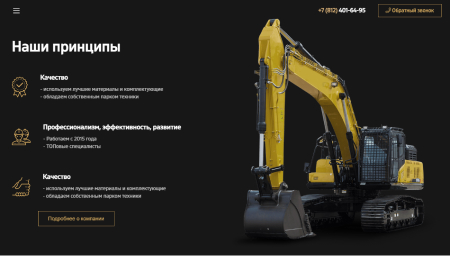 +7 (812) 401-64-95
Обратный звонок
Наши принципы
Качество
- используем лучшие материалы и комплектующие
- обладаем собственным парком техники
Профессионализм, эффективность, развитие
- Работаем с 2015 года
- ТОПовые специалисты
Качество
- используем лучшие материалы и комплектующие
- обладаем собственным парком техники
Подробнее о компании